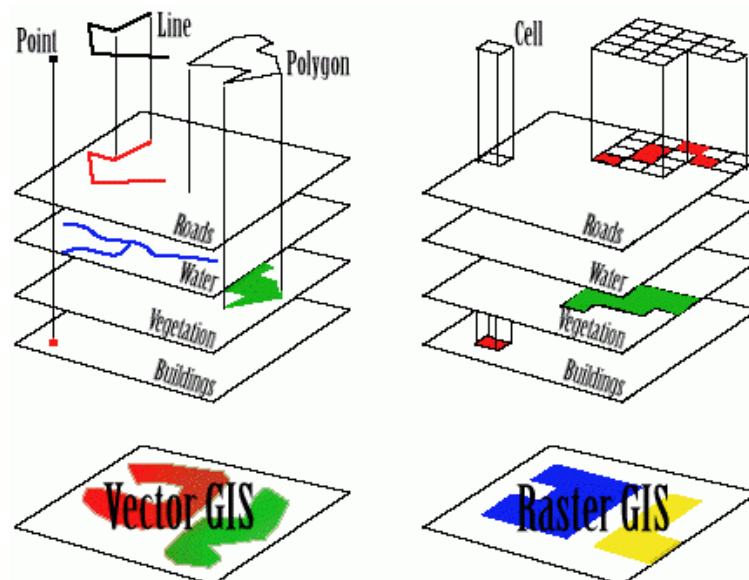 Point
Line
Polygon
Roads
Water
Vegetation
Buildings
Vector GIS
Cell
Roads
Water
Vegetation
Buildings
Raster GIS